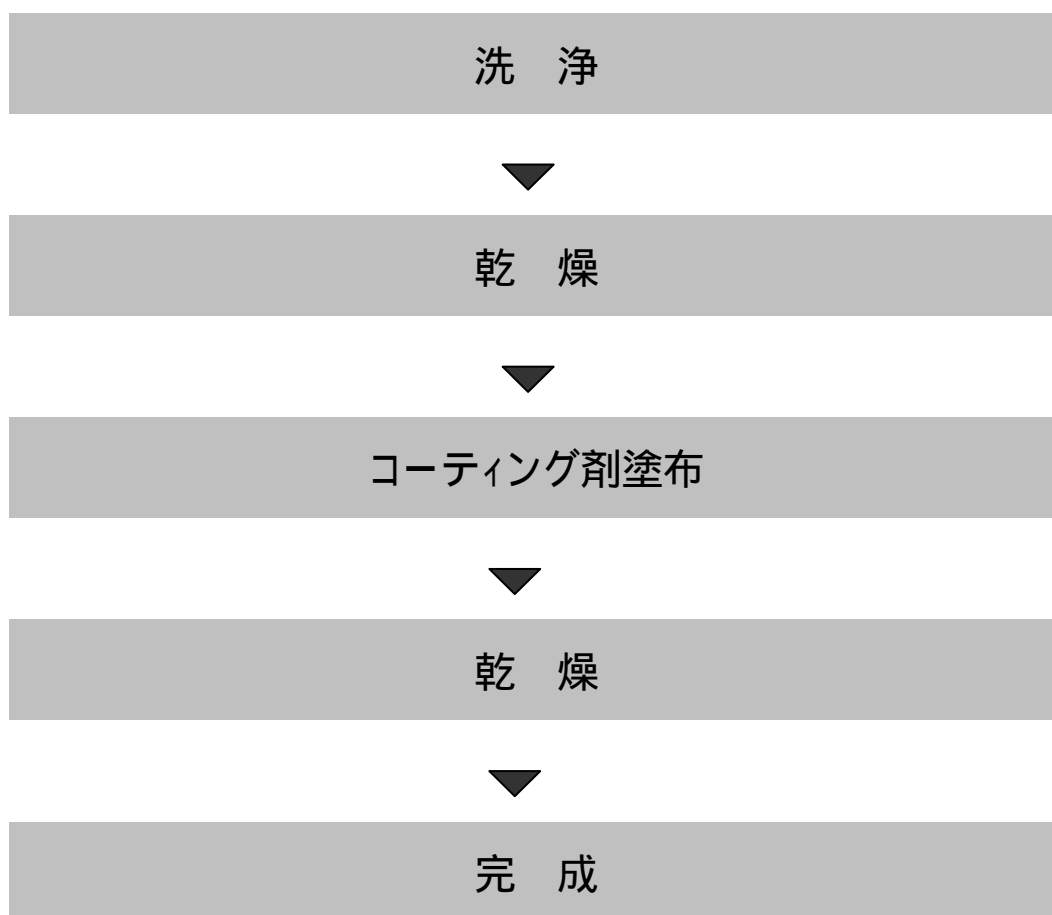 洗　浄
乾　燥
コーティング剤塗布
乾　燥
完　成